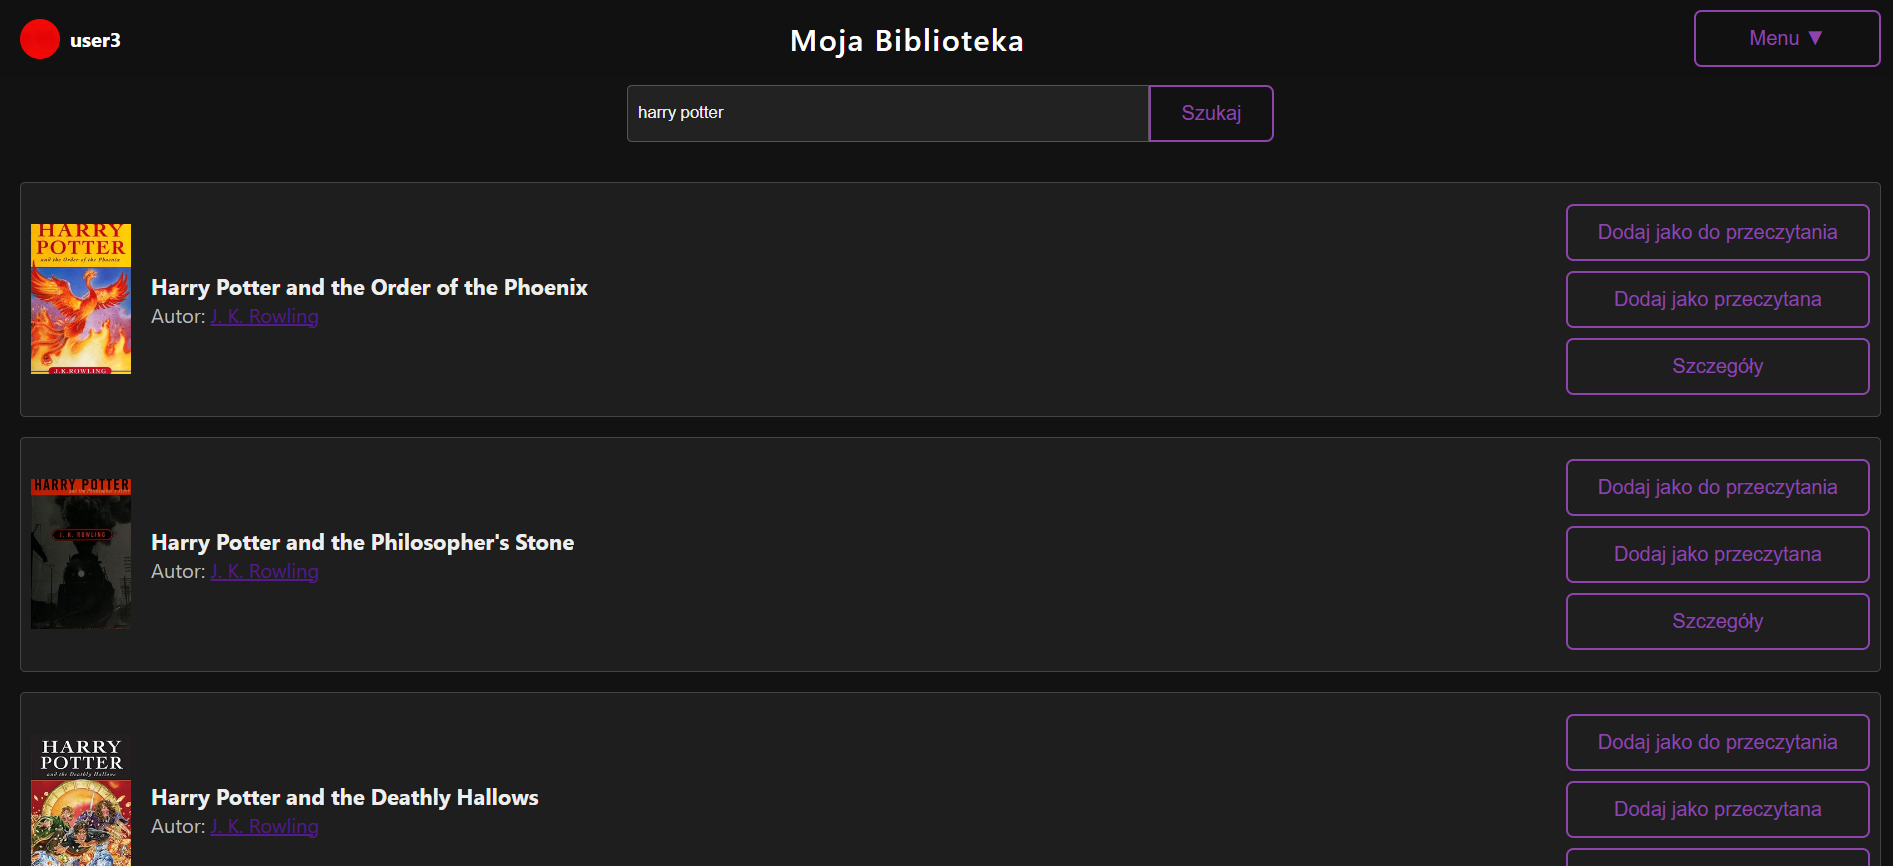 user3
Moja Biblioteka
Menu ▼
harry potter
Szukaj
HARRY
POTTER
and the Order of the Phoenix
J.K.ROWLING
Harry Potter and the Order of the Phoenix
Autor: J. K. Rowling
Dodaj jako do przeczytania
Dodaj jako przeczytana
Szczegóły
HARRY POTTER
J. K. ROWLING
Harry Potter and the Philosopher's Stone
Autor: J. K. Rowling
Dodaj jako do przeczytania
Dodaj jako przeczytana
Szczegóły
HARRY
POTTER
and the Deathly Hallows
Harry Potter and the Deathly Hallows
Autor: J. K. Rowling
Dodaj jako do przeczytania
Dodaj jako przeczytana